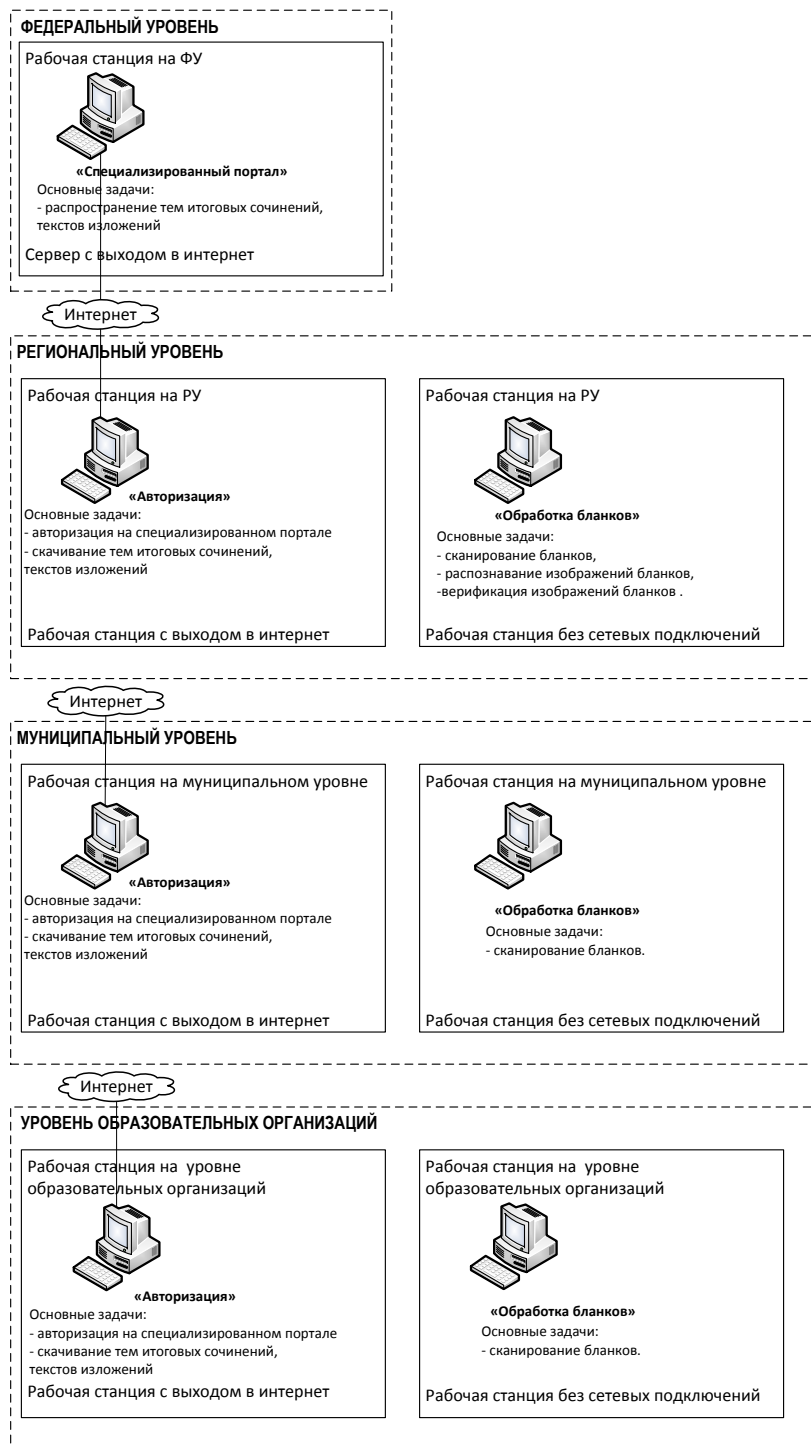 ФЕДЕРАЛЬНЫЙ УРОВЕНЬ
Рабочая станция на ФУ
«Специализированный портал»
Основные задачи:
- распространение тем итоговых сочинений,
текстов изложений
Сервер с выходом в интернет
Интернет
РЕГИОНАЛЬНЫЙ УРОВЕНЬ
Рабочая станция на РУ
«Авторизация»
Основные задачи:
- авторизация на специализированном портале
- скачивание тем итоговых сочинений,
текстов изложений
Рабочая станция с выходом в интернет
Рабочая станция на РУ
«Обработка бланков»
Основные задачи:
- сканирование бланков,
- распознавание изображений бланков,
-верификация изображений бланков .
Рабочая станция без сетевых подключений
Интернет
МУНИЦИПАЛЬНЫЙ УРОВЕНЬ
Рабочая станция на муниципальном уровне
«Авторизация»
Основные задачи:
- авторизация на специализированном портале
- скачивание тем итоговых сочинений,
текстов изложений
Рабочая станция с выходом в интернет
Рабочая станция на муниципальном уровне
«Обработка бланков»
Основные задачи:
- сканирование бланков.
Рабочая станция без сетевых подключений
Интернет
УРОВЕНЬ ОБРАЗОВАТЕЛЬНЫХ ОРГАНИЗАЦИЙ
Рабочая станция на уровне
образовательных организаций
«Авторизация»
Основные задачи:
- авторизация на специализированном портале
- скачивание тем итоговых сочинений,
текстов изложений
Рабочая станция с выходом в интернет
Рабочая станция на уровне
образовательных организаций
«Обработка бланков»
Основные задачи:
- сканирование бланков.
Рабочая станция без сетевых подключений